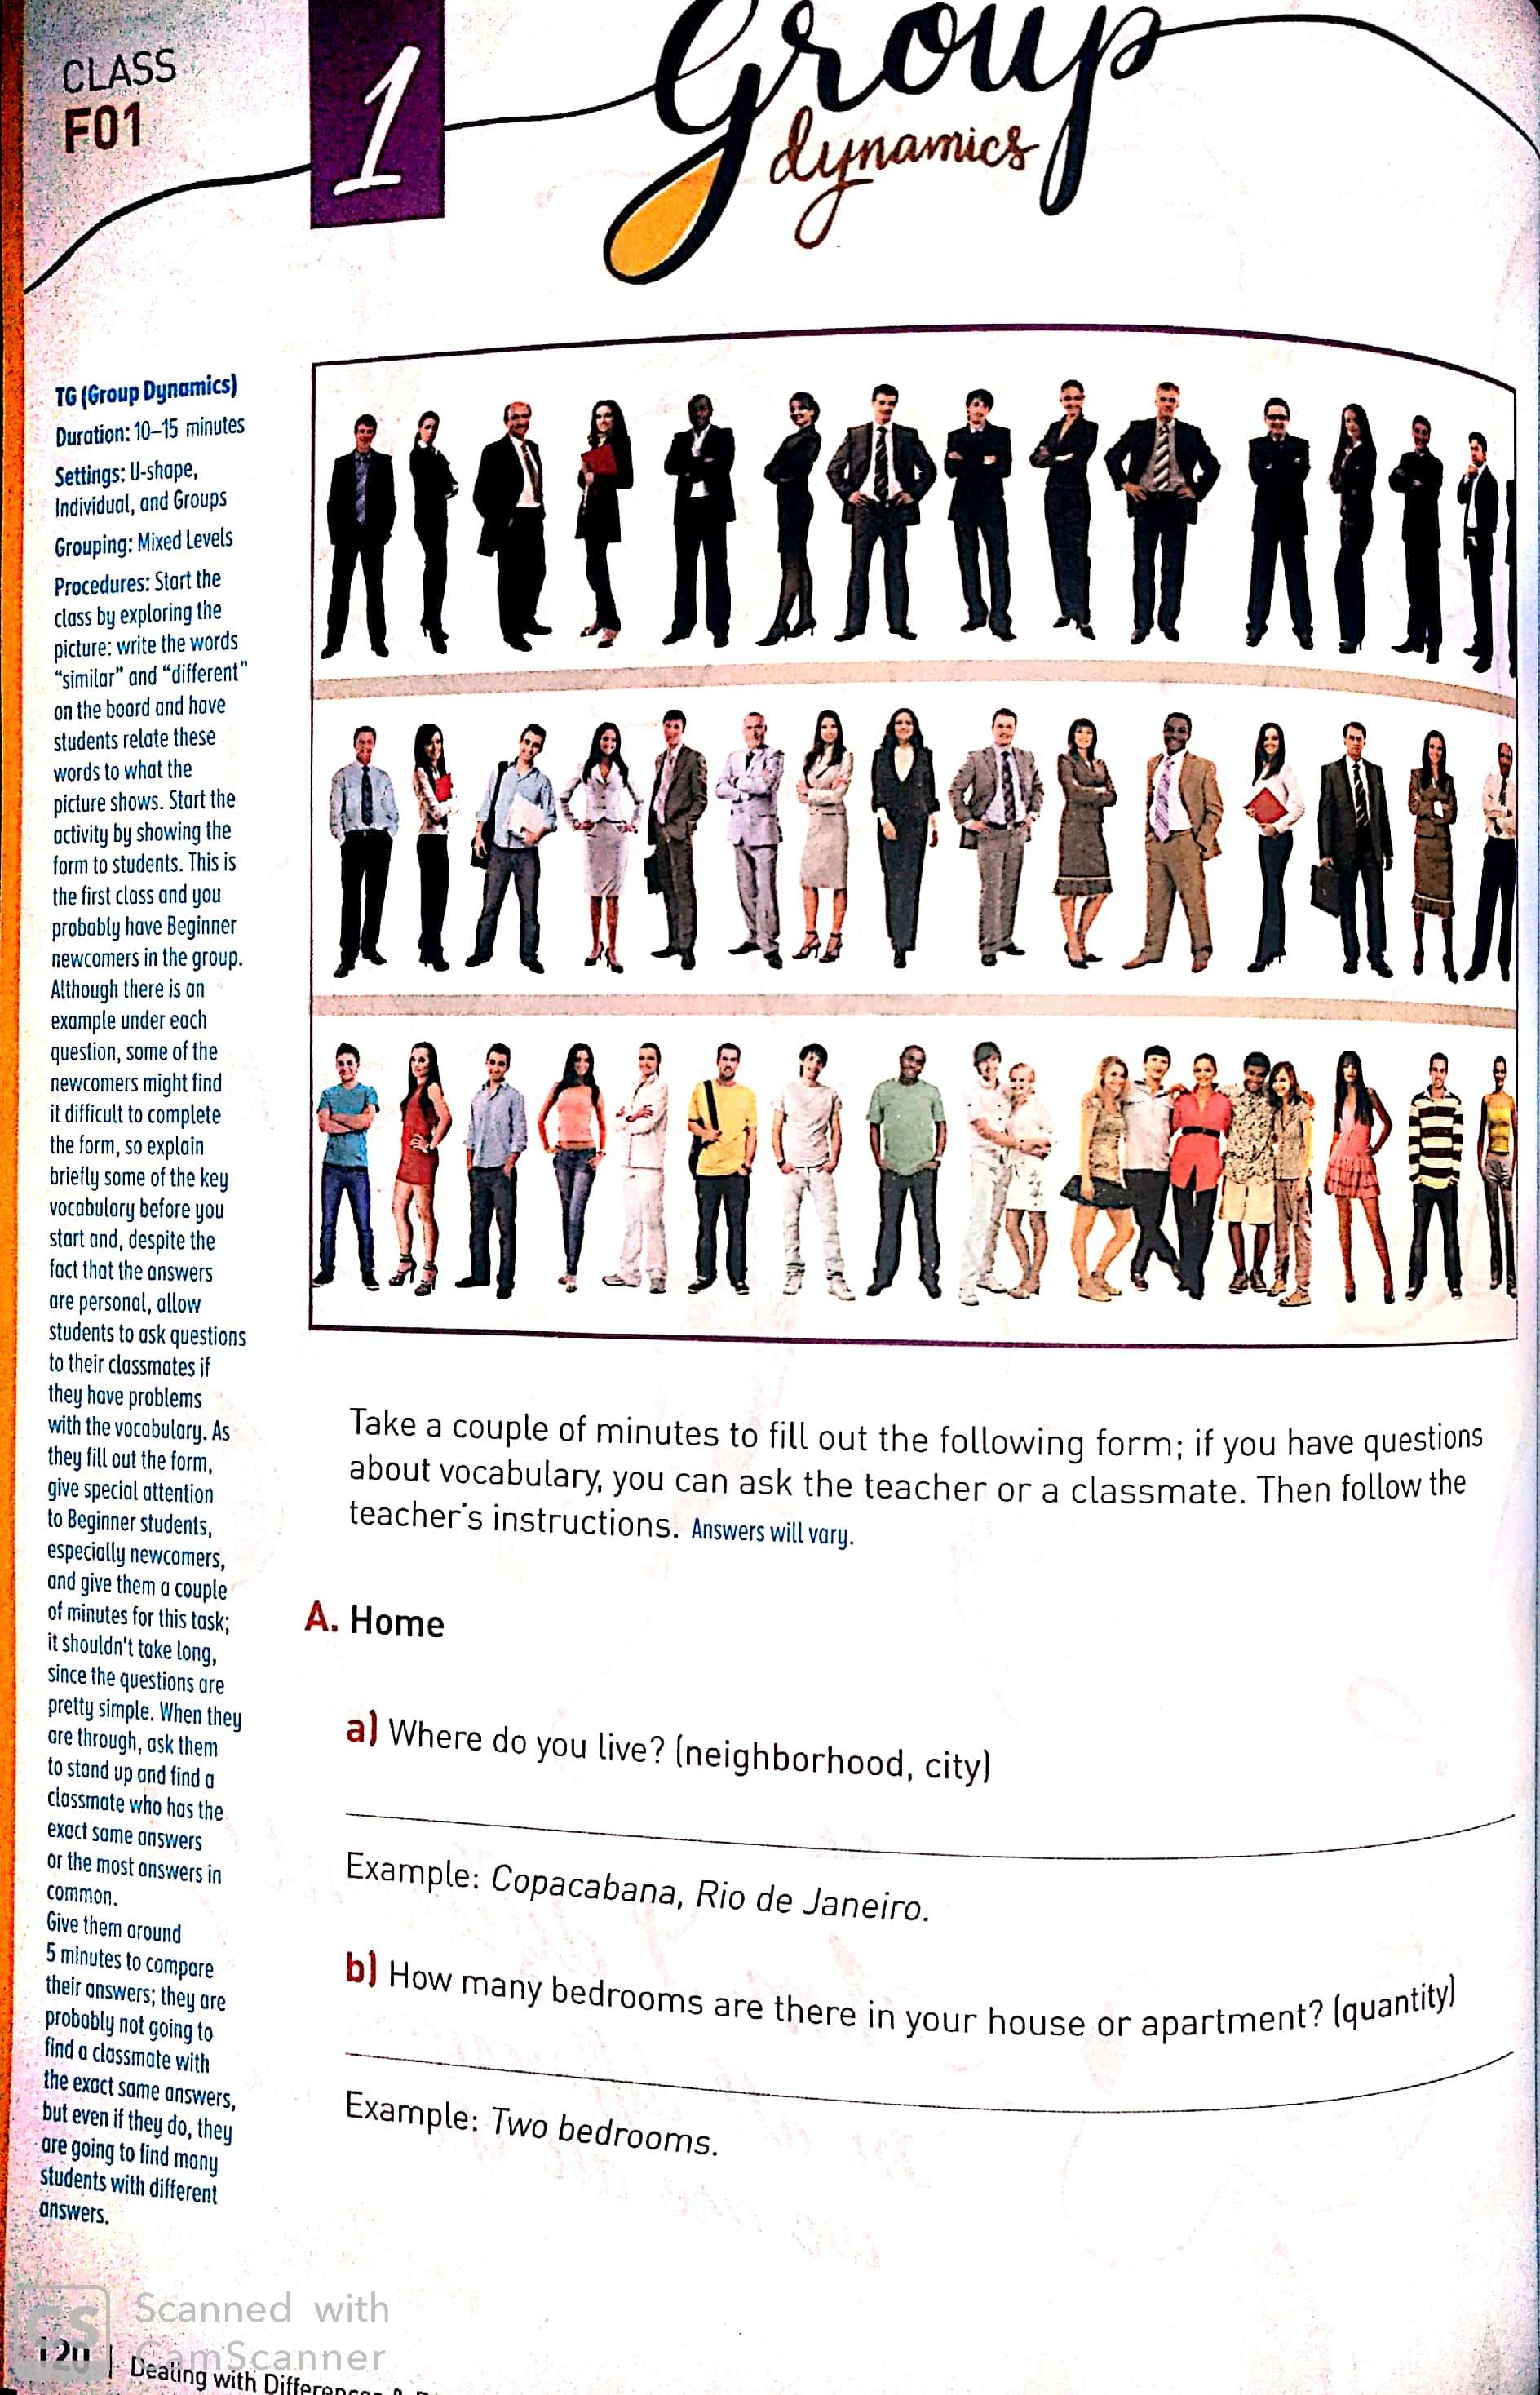 CLASS
F01
1
Group
dynamics
TG (Group Dynamics)
Duration: 10–15 minutes
Settings: U-shape,
Individual, and Groups
Grouping: Mixed Levels
Procedures: Start the
class by exploring the
picture: write the words
“similar” and “different”
on the board and have
students relate these
words to what the
picture shows. Start the
activity by showing the
form to students. This is
the first class and you
probably have Beginner
newcomers in the group.
Although there is an
example under each
question, some of the
newcomers might find
it difficult to complete
the form, so explain
briefly some of the key
vocabulary before you
start and, despite the
fact that the answers
are personal, allow
students to ask questions
to their classmates if
they have problems
with the vocabulary. As
they fill out the form,
give special attention
to Beginner students,
especially newcomers,
and give them a couple
of minutes for this task;
it shouldn't take long,
since the questions are
pretty simple. When they
are through, ask them
to stand up and find a
classmate who has the
exact same answers
or the most answers in
common.
Give them around
5 minutes to compare
their answers; they are
probably not going to
find a classmate with
the exact same answers,
but even if they do, they
are going to find many
students with different
answers.
Take a couple of minutes to fill out the following form; if you have questions
about vocabulary, you can ask the teacher or a classmate. Then follow the
teacher's instructions. Answers will vary.
A. Home
a) Where do you live? (neighborhood, city)
Example: Copacabana, Rio de Janeiro.
b) How many bedrooms are there in your house or apartment? (quantity)
Example: Two bedrooms.
CS Scanned with
CamScanner
120 | Dealing with